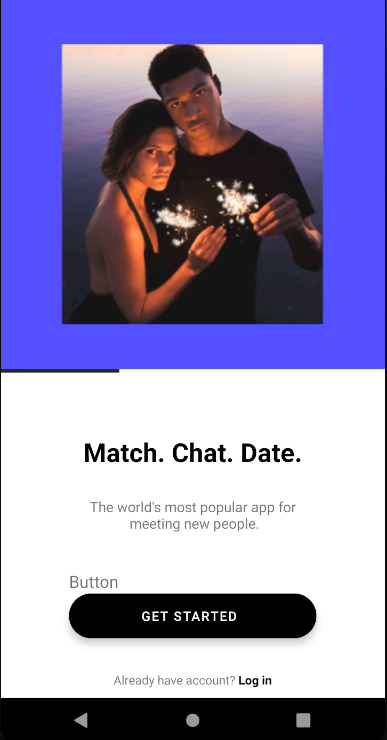 Match. Chat. Date.
The world's most popular app for
meeting new people.
Button
GET STARTED
Already have account? Log in